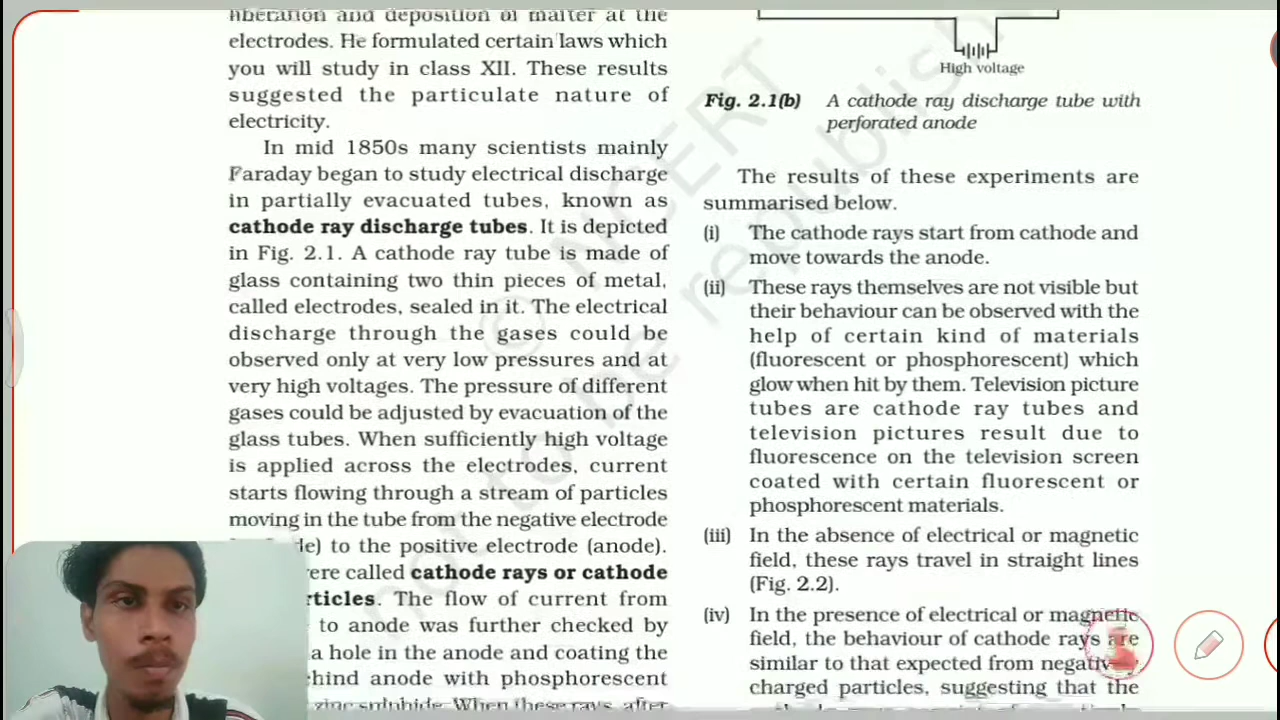 liberation and deposition of matter at the
electrodes. He formulated certain laws which
you will study in class XII. These results
suggested the particulate nature of
electricity.
In mid 1850s many scientists mainly
Faraday began to study electrical discharge
in partially evacuated tubes, known as
cathode ray discharge tubes. It is depicted
in Fig. 2.1. A cathode ray tube is made of
glass containing two thin pieces of metal,
called electrodes, sealed in it. The electrical
discharge through the gases could be
observed only at very low pressures and at
very high voltages. The pressure of different
gases could be adjusted by evacuation of the
glass tubes. When sufficiently high voltage
is applied across the electrodes, current
starts flowing through a stream of particles
moving in the tube from the negative electrode
to the positive electrode (anode).
were called cathode rays or cathode
particles. The flow of current from
to anode was further checked by
a hole in the anode and coating the
behind anode with phosphorescent
zinc sulphide. When these rays, after
High voltage
Fig. 2.1(b) A cathode ray discharge tube with
perforated anode
The results of these experiments are
summarised below.
(i) The cathode rays start from cathode and
move towards the anode.
(ii) These rays themselves are not visible but
their behaviour can be observed with the
help of certain kind of materials
(fluorescent or phosphorescent) which
glow when hit by them. Television picture
tubes are cathode ray tubes and
television pictures result due to
fluorescence on the television screen
coated with certain fluorescent or
phosphorescent materials.
(iii) In the absence of electrical or magnetic
field, these rays travel in straight lines
(Fig. 2.2).
(iv) In the presence of electrical or magnetic
field, the behaviour of cathode rays are
similar to that expected from negatively
charged particles, suggesting that the
© NCERT
not to be republish